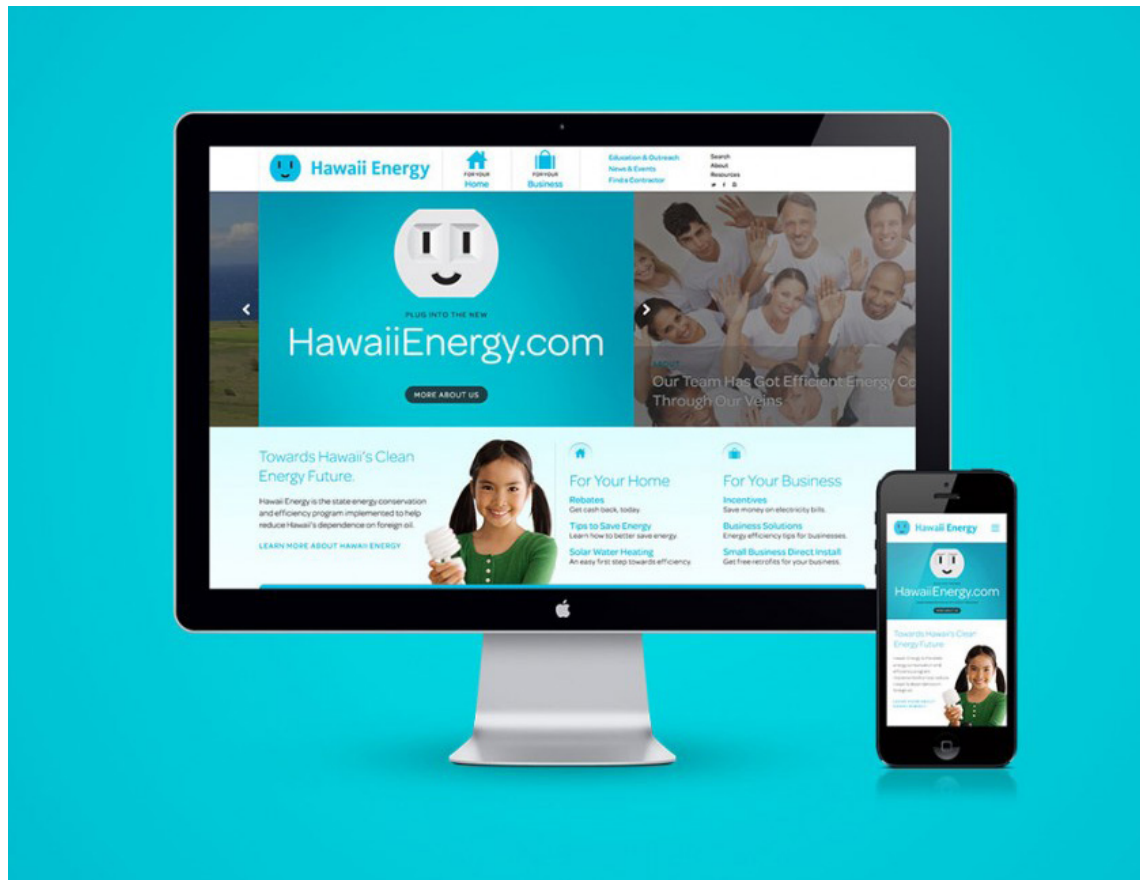 Hawaii Energy
FOR YOUR
Home
FOR YOUR
Business
Education & Outreach
News & Events
Find a Contractor
Search
About
Resources
PLUG INTO THE NEW
HawaiiEnergy.com
MORE ABOUT US
ABOUT
Our Team Has Got Efficient Energy Co
Through Our Veins
Towards Hawaii's Clean
Energy Future.
Hawaii Energy is the state energy conservation
and efficiency program implemented to help
reduce Hawaii's dependence on foreign oil.
LEARN MORE ABOUT HAWAII ENERGY
For Your Home
Rebates
Get cash back, today.
Tips to Save Energy
Learn how to better save energy.
Solar Water Heating
An easy first step towards efficiency.
For Your Business
Incentives
Save money on electricity bills.
Business Solutions
Energy efficiency tips for businesses.
Small Business Direct Install
Get free retrofits for your business.
Hawaii Energy
HawaiiEnergy.com
MORE ABOUT US
Towards Hawaii's Clean
Energy Future.